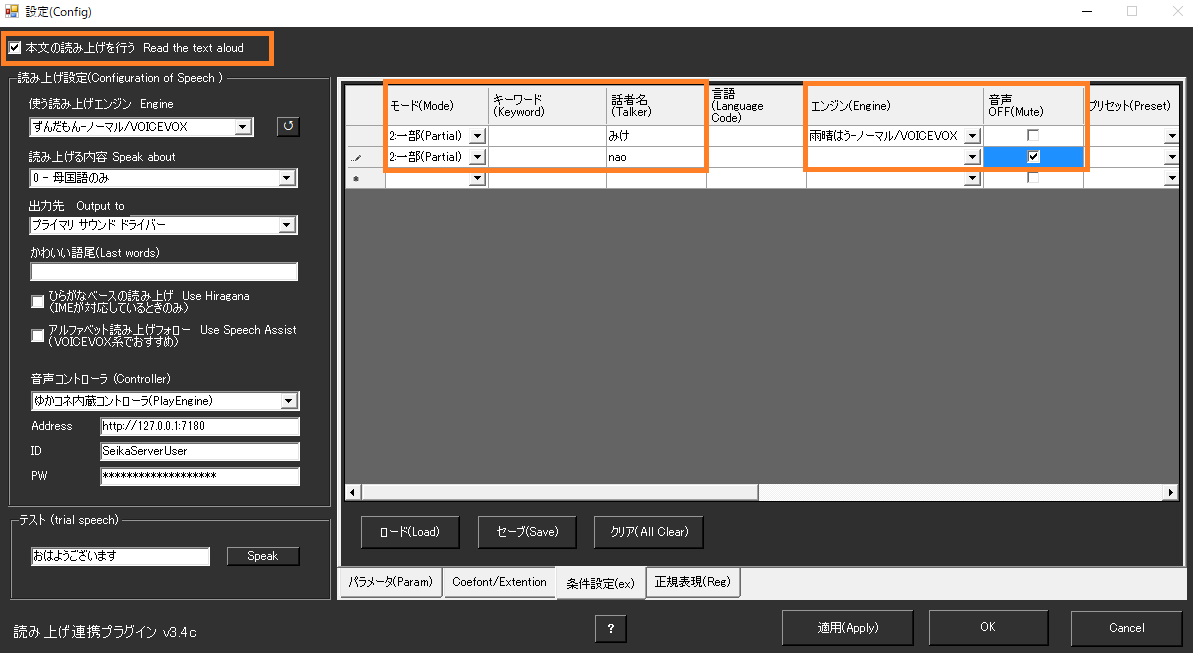 設定(Config)
本文の読み上げを行う Read the text aloud
読み上げ設定(Configuration of Speech )
使う読み上げエンジン Engine
ずんだもん-ノーマル/VOICEVOX
↺
読み上げる内容 Speak about
0 - 母国語のみ
出力先 Output to
プライマリ サウンド ドライバー
かわいい語尾(Last words)
ひらがなベースの読み上げ Use Hiragana
(IMEが対応しているときのみ)
アルファベット読み上げフォロー Use Speech Assist
(VOICEVOX系でおすすめ)
音声コントローラ (Controller)
ゆかコネ内蔵コントローラ(PlayEngine)
Address http://127.0.0.1:7180
ID SeikaServerUser
PW *******************
テスト (trial speech)
おはようございます Speak
モード(Mode) キーワード (Keyword) 話者名 (Talker) 言語 (Language Code) エンジン(Engine) 音声 OFF(Mute) プリセット(Preset)
2:一部(Partial) みけ 雨晴はう-ノーマル/VOICEVOX
2:一部(Partial) nao
ロード(Load) セーブ(Save) クリア(All Clear)
パラメータ(Param) Coefont/Extention 条件設定(ex) 正規表現(Reg)
読み上げ連携プラグイン v3.4c ? 適用(Apply) OK Cancel